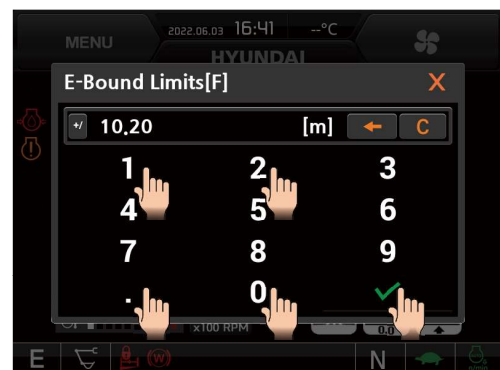 2022.06.03 16:41 --°C
MENU
HYUNDAI
E-Bound Limits[F] X
+/ 10.20 [m] ← C
1 2 3
4 5 6
7 8 9
. 0
x100 RPM 0.0
E (W) N